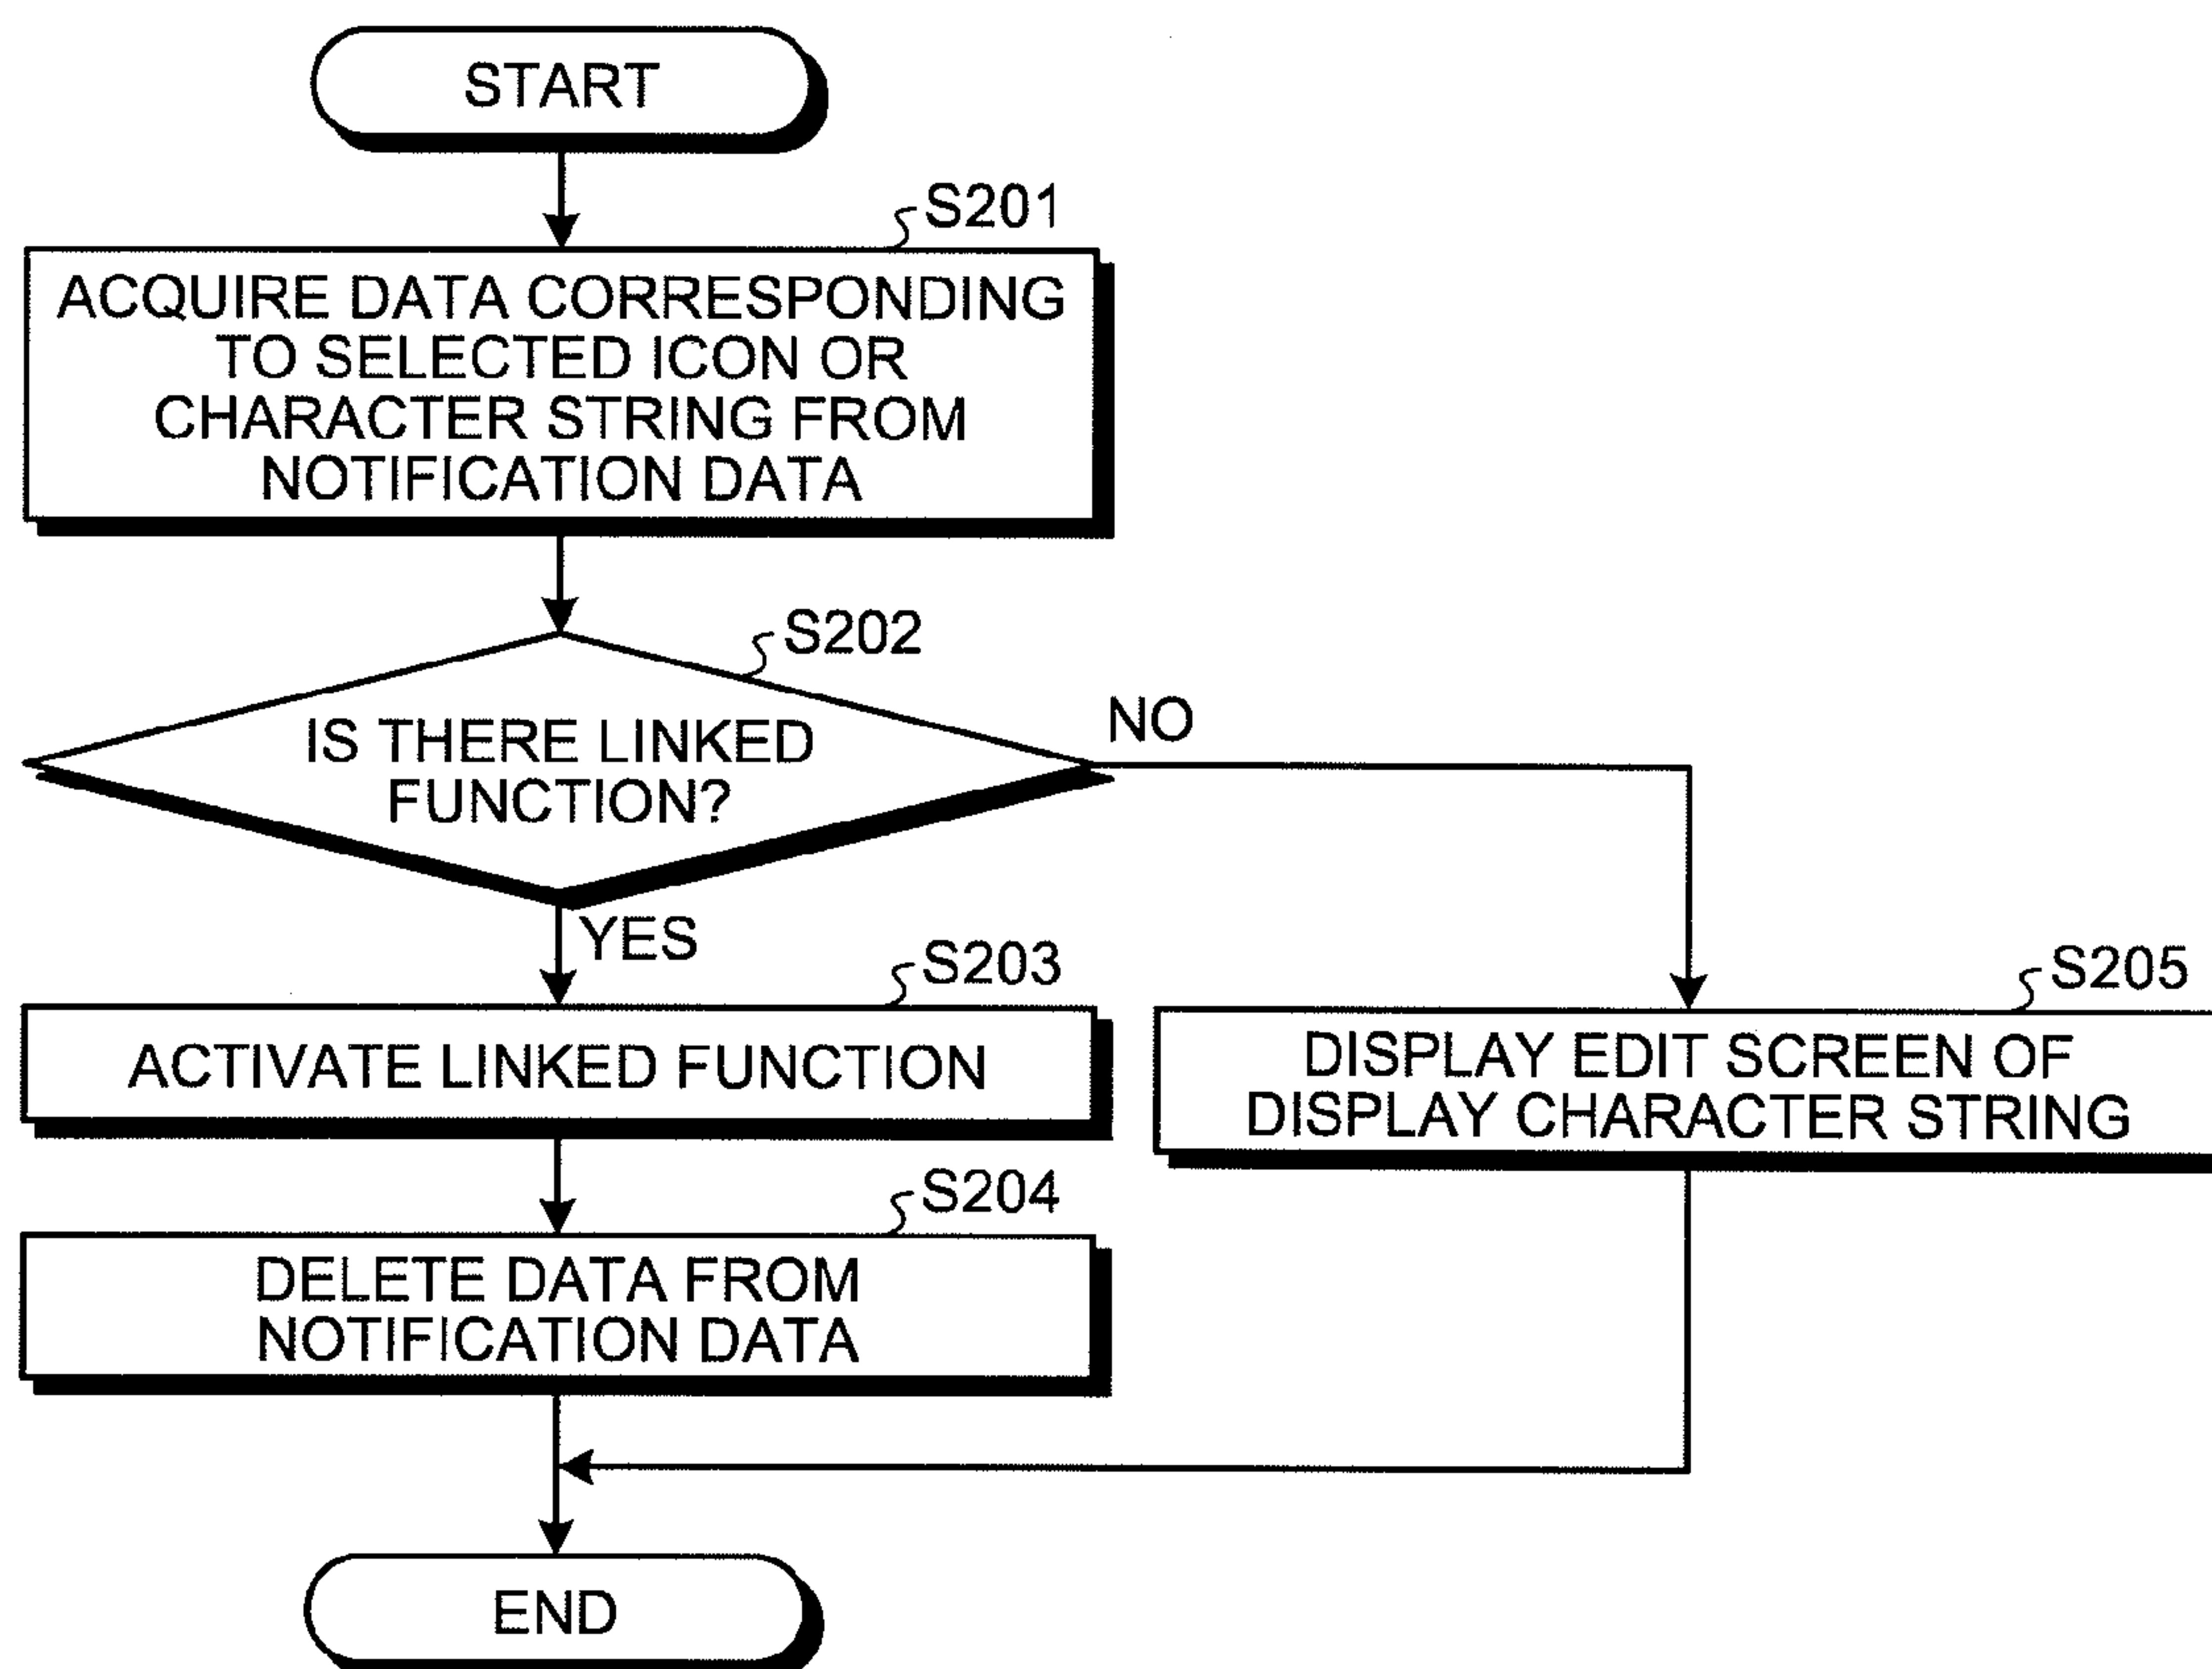 START
S201
ACQUIRE DATA CORRESPONDING
TO SELECTED ICON OR
CHARACTER STRING FROM
NOTIFICATION DATA
S202
IS THERE LINKED
FUNCTION?
NO
YES
S203
ACTIVATE LINKED FUNCTION
S205
DISPLAY EDIT SCREEN OF
DISPLAY CHARACTER STRING
S204
DELETE DATA FROM
NOTIFICATION DATA
END